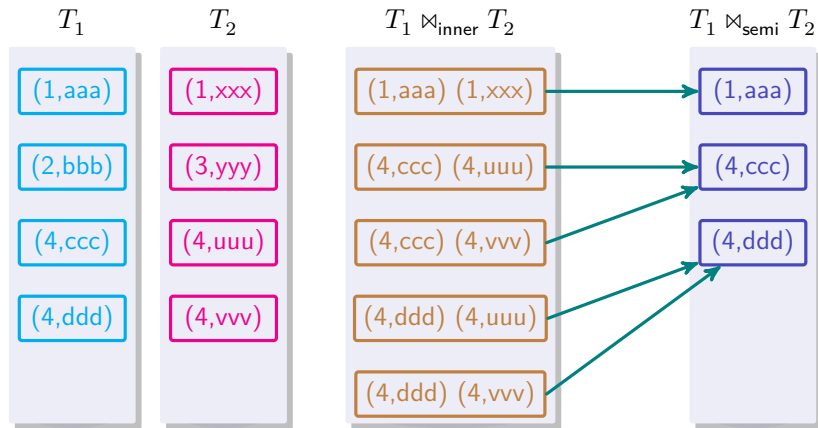 T₁ T₂ T₁ ⋈inner T₂ T₁ ⋈semi T₂
(1,aaa) (1,xxx) (1,aaa) (1,xxx) (1,aaa)
(2,bbb) (3,yyy) (4,ccc) (4,uuu) (4,ccc)
(4,ccc) (4,uuu) (4,ccc) (4,vvv) (4,ddd)
(4,ddd) (4,vvv) (4,ddd) (4,uuu)
(4,ddd) (4,vvv)